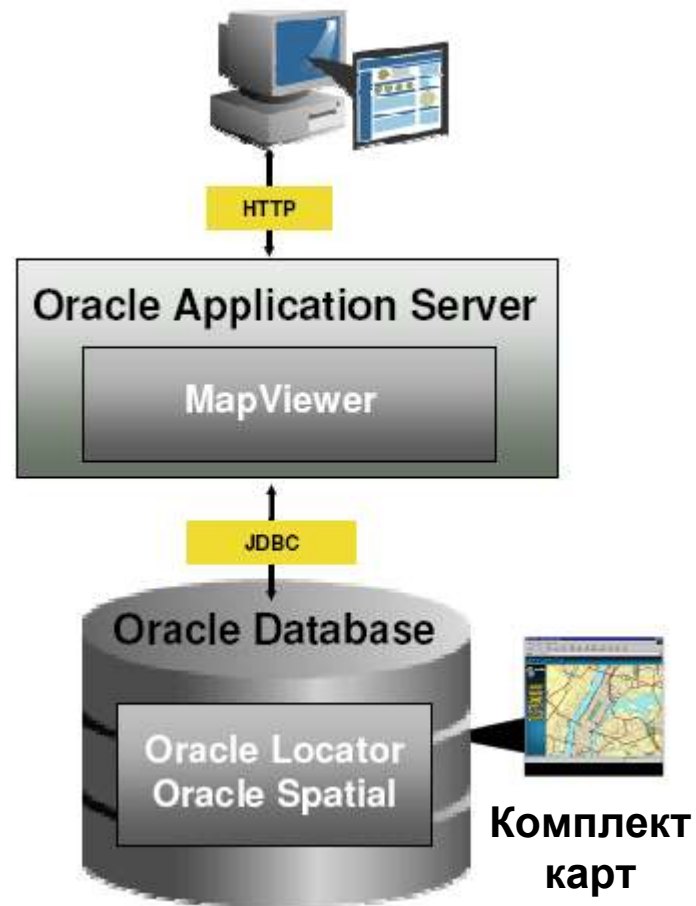 HTTP
Oracle Application Server
MapViewer
JDBC
Oracle Database
Oracle Locator
Oracle Spatial
Комплект
карт